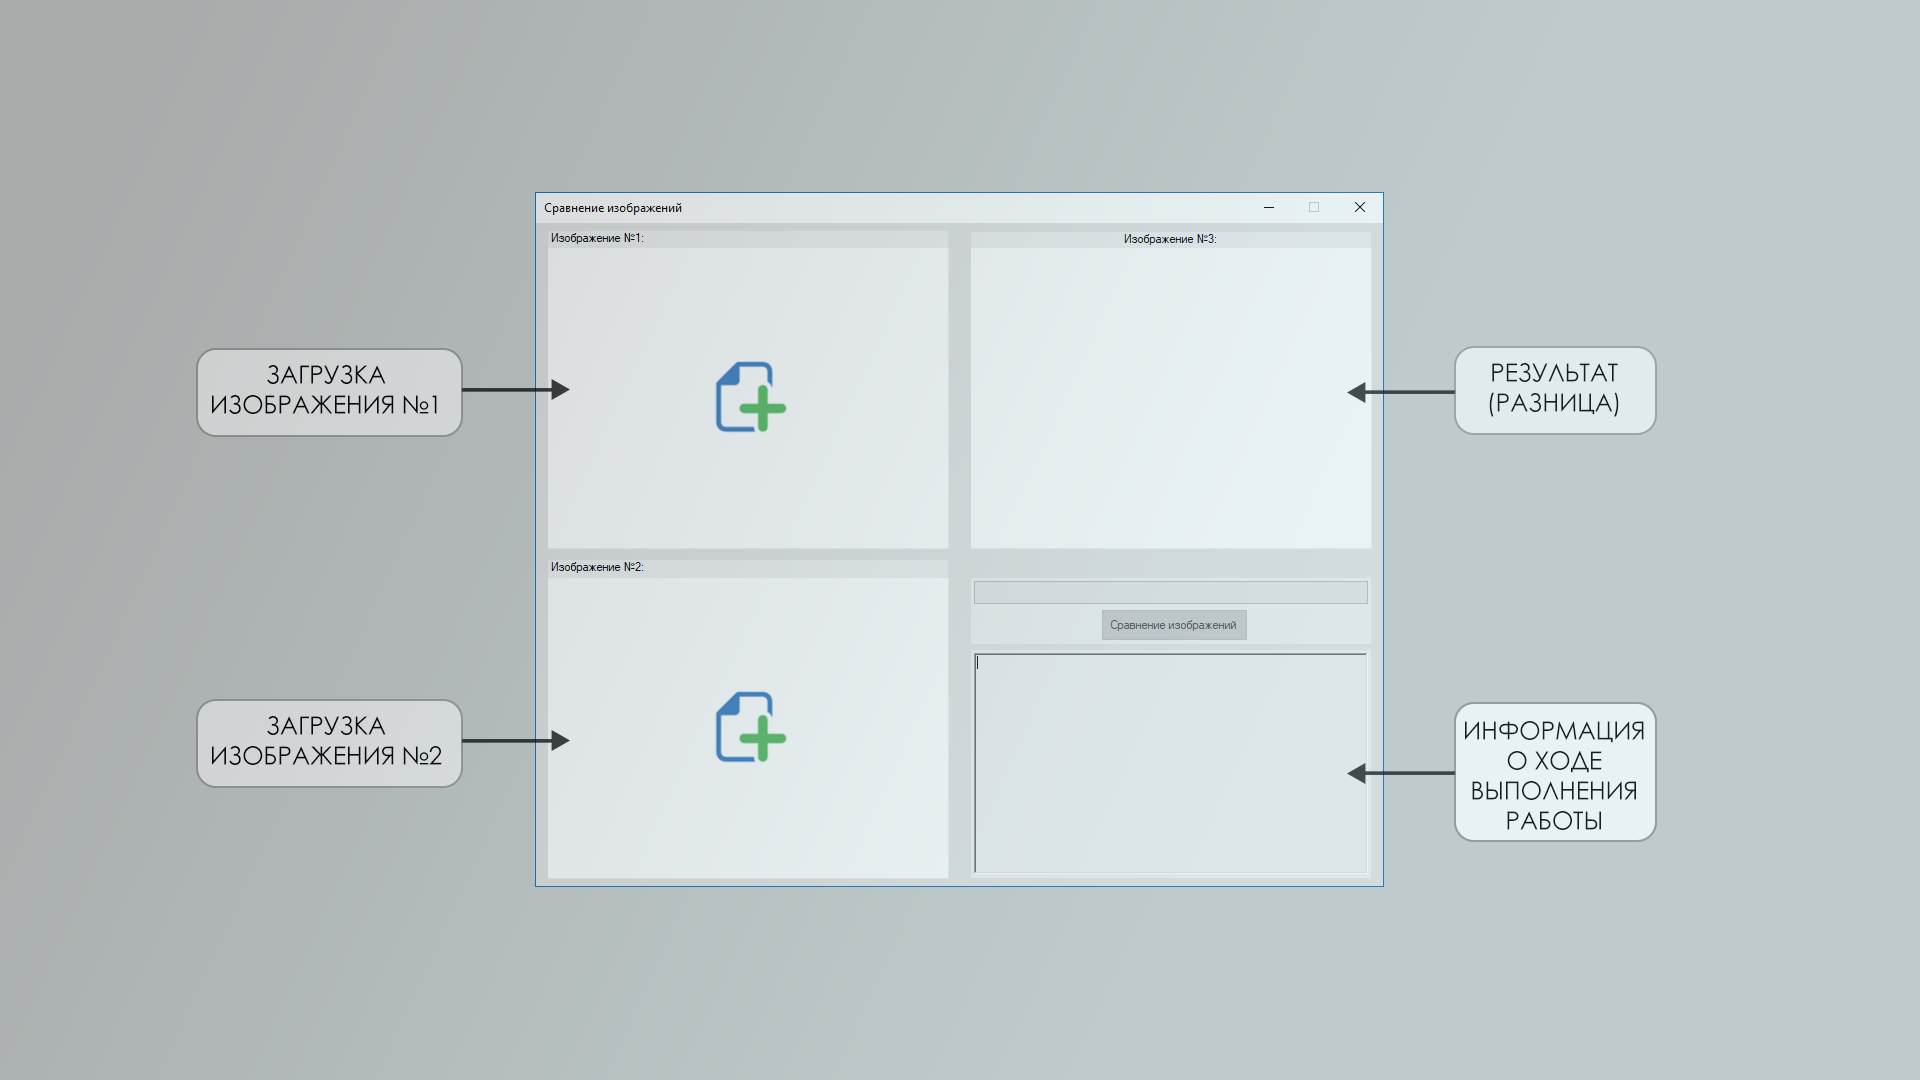 Сравнение изображений
Изображение №1:
Изображение №3:
ЗАГРУЗКА
ИЗОБРАЖЕНИЯ №1
РЕЗУЛЬТАТ
(РАЗНИЦА)
Изображение №2:
Сравнение изображений
ЗАГРУЗКА
ИЗОБРАЖЕНИЯ №2
ИНФОРМАЦИЯ
О ХОДЕ
ВЫПОЛНЕНИЯ
РАБОТЫ